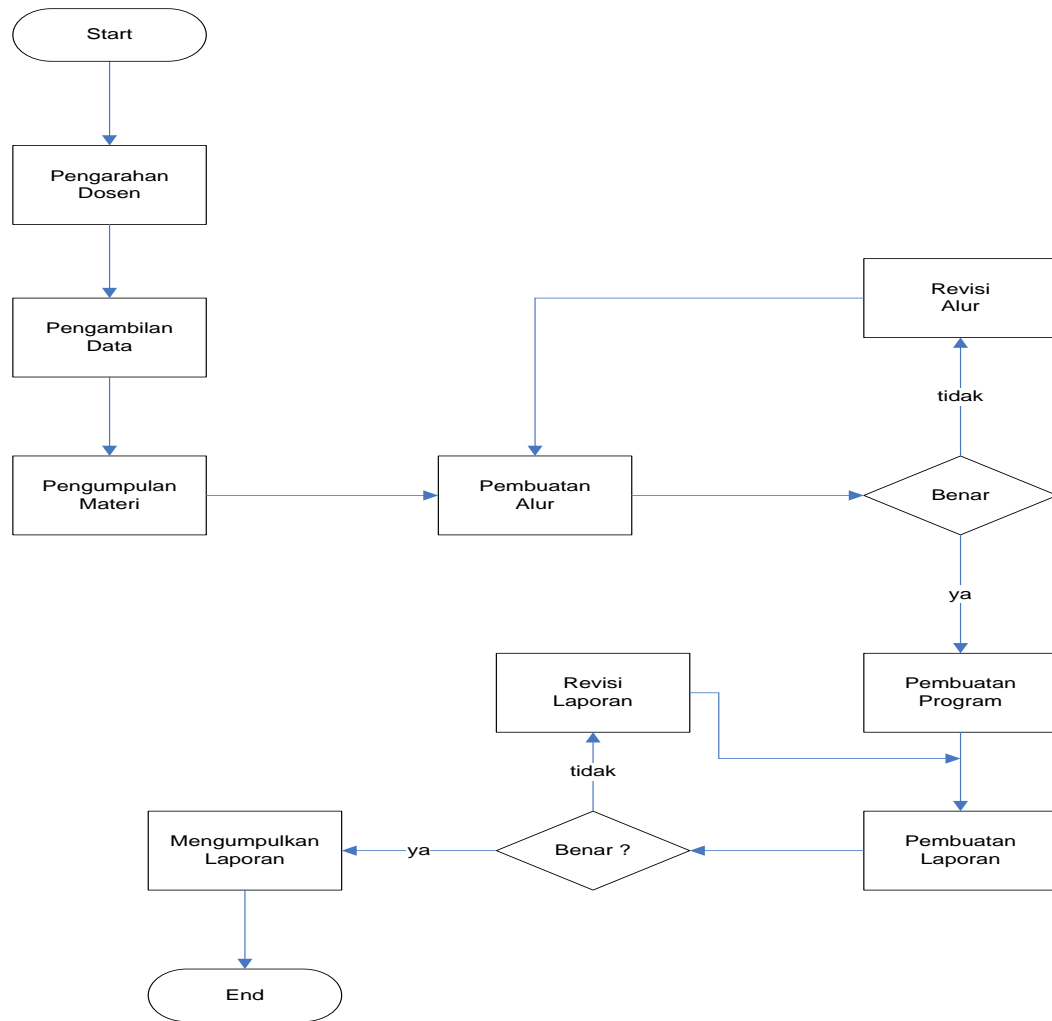 Start
Pengarahan
Dosen
Pengambilan
Data
Pengumpulan
Materi
Pembuatan
Alur
Revisi
Alur
tidak
Benar
ya
Pembuatan
Program
Revisi
Laporan
tidak
Pembuatan
Laporan
Benar ?
ya
Mengumpulkan
Laporan
End